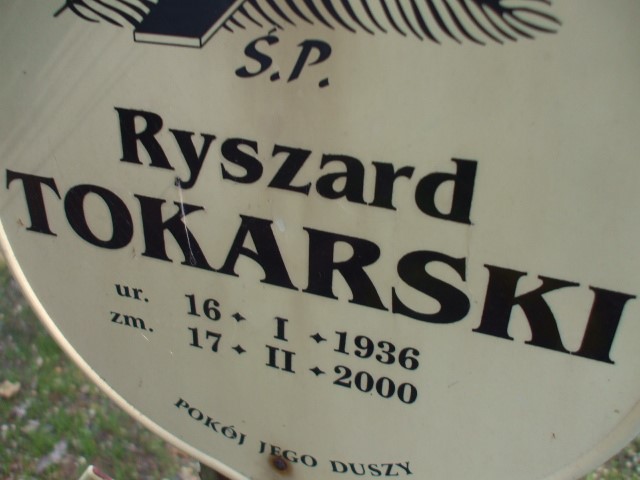 Ś.P.
Ryszard
TOKARSKI
ur. 16 ✦ I ✦ 1936
zm. 17 ✦ II ✦ 2000
POKÓJ JEGO DUSZY